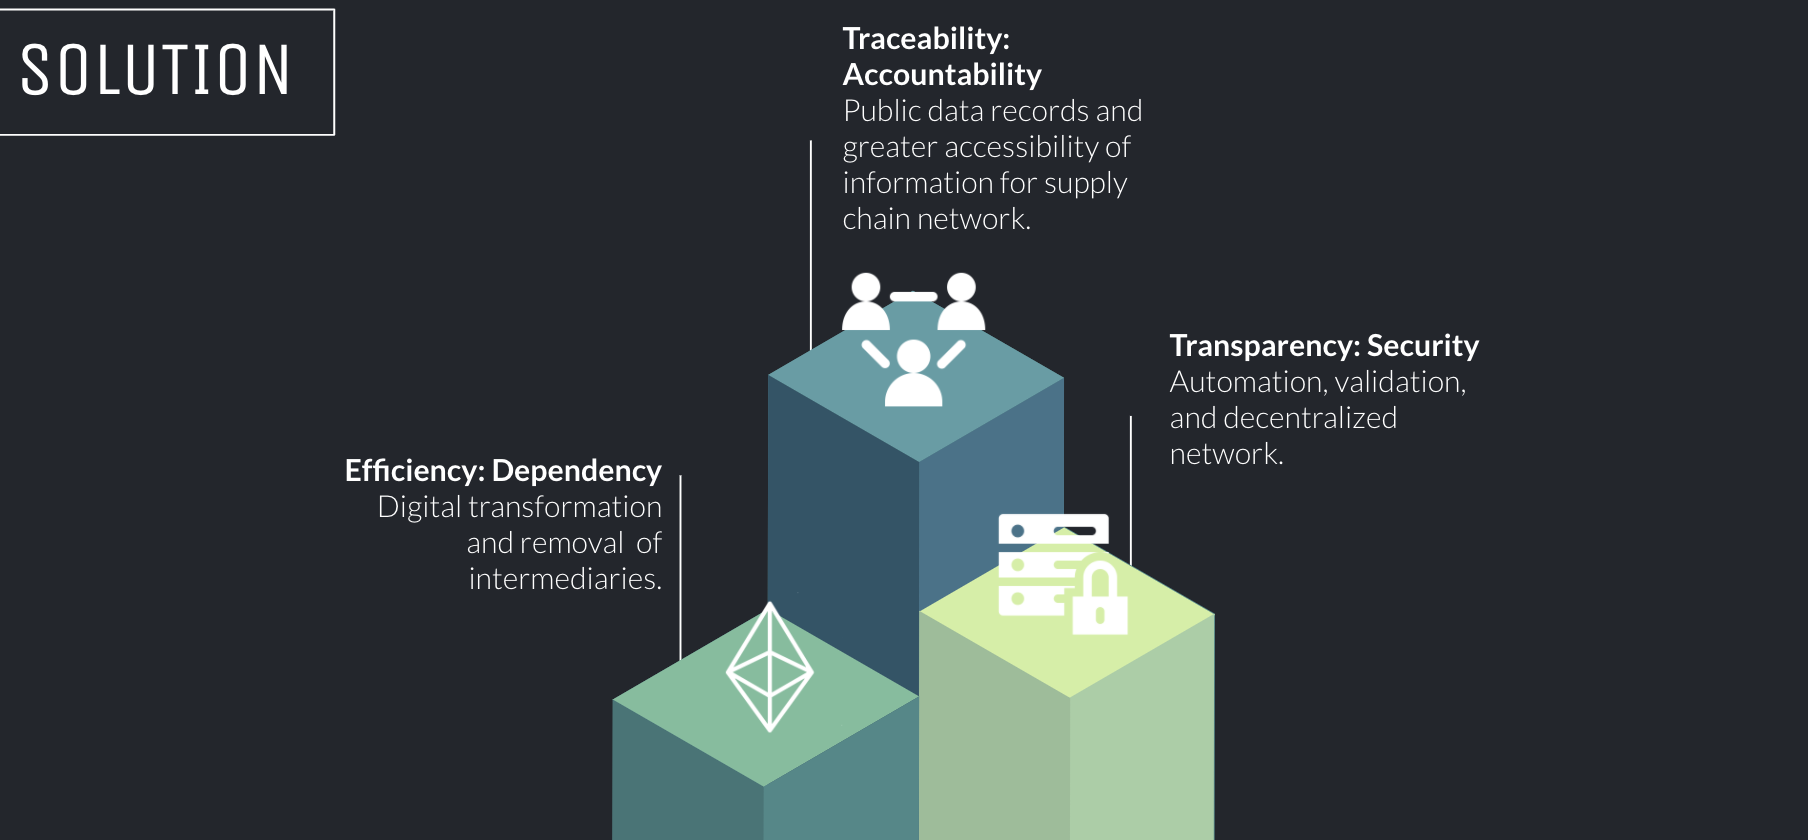 SOLUTION
Traceability:
Accountability
Public data records and
greater accessibility of
information for supply
chain network.
Transparency: Security
Automation, validation,
and decentralized
network.
Efficiency: Dependency
Digital transformation
and removal  of
intermediaries.